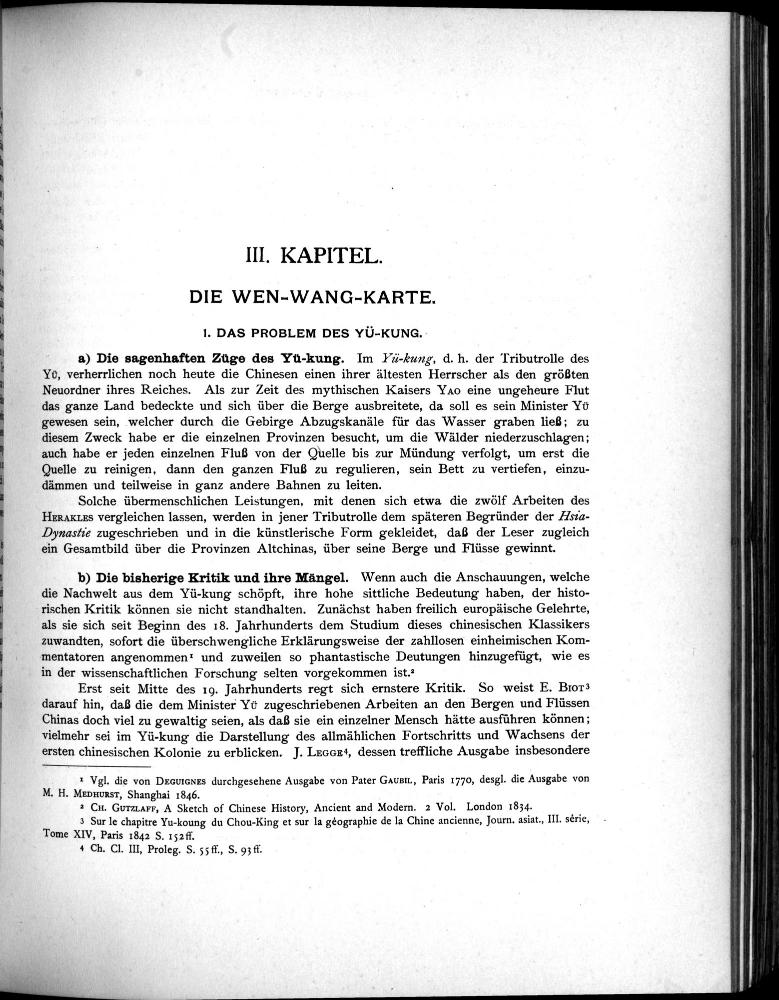 III. KAPITEL.
DIE WEN-WANG-KARTE.
I. DAS PROBLEM DES YÜ-KUNG.
a) Die sagenhaften Züge des Yü-kung. Im Yü-kung, d. h. der Tributrolle des
YÜ, verherrlichen noch heute die Chinesen einen ihrer ältesten Herrscher als den größten
Neuordner ihres Reiches. Als zur Zeit des mythischen Kaisers YAO eine ungeheure Flut
das ganze Land bedeckte und sich über die Berge ausbreitete, da soll es sein Minister YÜ
gewesen sein, welcher durch die Gebirge Abzugskanäle für das Wasser graben ließ; zu
diesem Zweck habe er die einzelnen Provinzen besucht, um die Wälder niederzuschlagen;
auch habe er jeden einzelnen Fluß von der Quelle bis zur Mündung verfolgt, um erst die
Quelle zu reinigen, dann den ganzen Fluß zu regulieren, sein Bett zu vertiefen, einzu-
dämmen und teilweise in ganz andere Bahnen zu leiten.
Solche übermenschlichen Leistungen, mit denen sich etwa die zwölf Arbeiten des
HERAKLES vergleichen lassen, werden in jener Tributrolle dem späteren Begründer der Hsia-
Dynastie zugeschrieben und in die künstlerische Form gekleidet, daß der Leser zugleich
ein Gesamtbild über die Provinzen Altchinas, über seine Berge und Flüsse gewinnt.
b) Die bisherige Kritik und ihre Mängel. Wenn auch die Anschauungen, welche
die Nachwelt aus dem Yü-kung schöpft, ihre hohe sittliche Bedeutung haben, der histo-
rischen Kritik können sie nicht standhalten. Zunächst haben freilich europäische Gelehrte,
als sie sich seit Beginn des 18. Jahrhunderts dem Studium dieses chinesischen Klassikers
zuwandten, sofort die überschwengliche Erklärungsweise der zahllosen einheimischen Kom-
mentatoren angenommen¹ und zuweilen so phantastische Deutungen hinzugefügt, wie es
in der wissenschaftlichen Forschung selten vorgekommen ist.²
Erst seit Mitte des 19. Jahrhunderts regt sich ernstere Kritik. So weist E. BIOT³
darauf hin, daß die dem Minister YÜ zugeschriebenen Arbeiten an den Bergen und Flüssen
Chinas doch viel zu gewaltig seien, als daß sie ein einzelner Mensch hätte ausführen können;
vielmehr sei im Yü-kung die Darstellung des allmählichen Fortschritts und Wachsens der
ersten chinesischen Kolonie zu erblicken. J. LEGGE⁴, dessen treffliche Ausgabe insbesondere
¹ Vgl. die von DEGUIGNES durchgesehene Ausgabe von Pater GAUBIL, Paris 1770, desgl. die Ausgabe von
M. H. MEDHURST, Shanghai 1846.
² CH. GUTZLAFF, A Sketch of Chinese History, Ancient and Modern. 2 Vol. London 1834.
³ Sur le chapitre Yu-koung du Chou-King et sur la géographie de la Chine ancienne, Journ. asiat., III. série,
Tome XIV, Paris 1842 S. 152 ff.
⁴ Ch. Cl. III, Proleg. S. 55 ff., S. 93 ff.